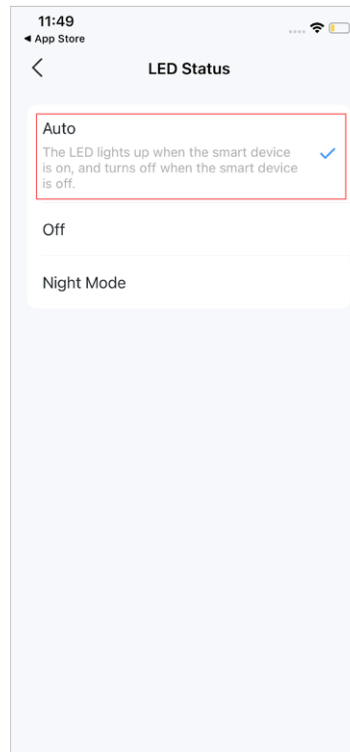 11:49
◀ App Store
LED Status
Auto
The LED lights up when the smart device
is on, and turns off when the smart device
is off.
Off
Night Mode